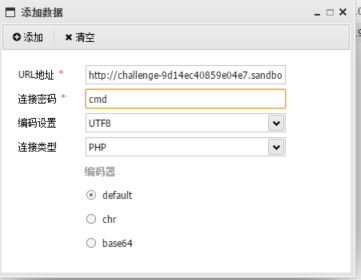 添加数据
添加 清空
URL地址 * http://challenge-9d14ec40859e04e7.sandbo
连接密码 * cmd
编码设置 UTF8
连接类型 PHP
编码器
default
chr
base64